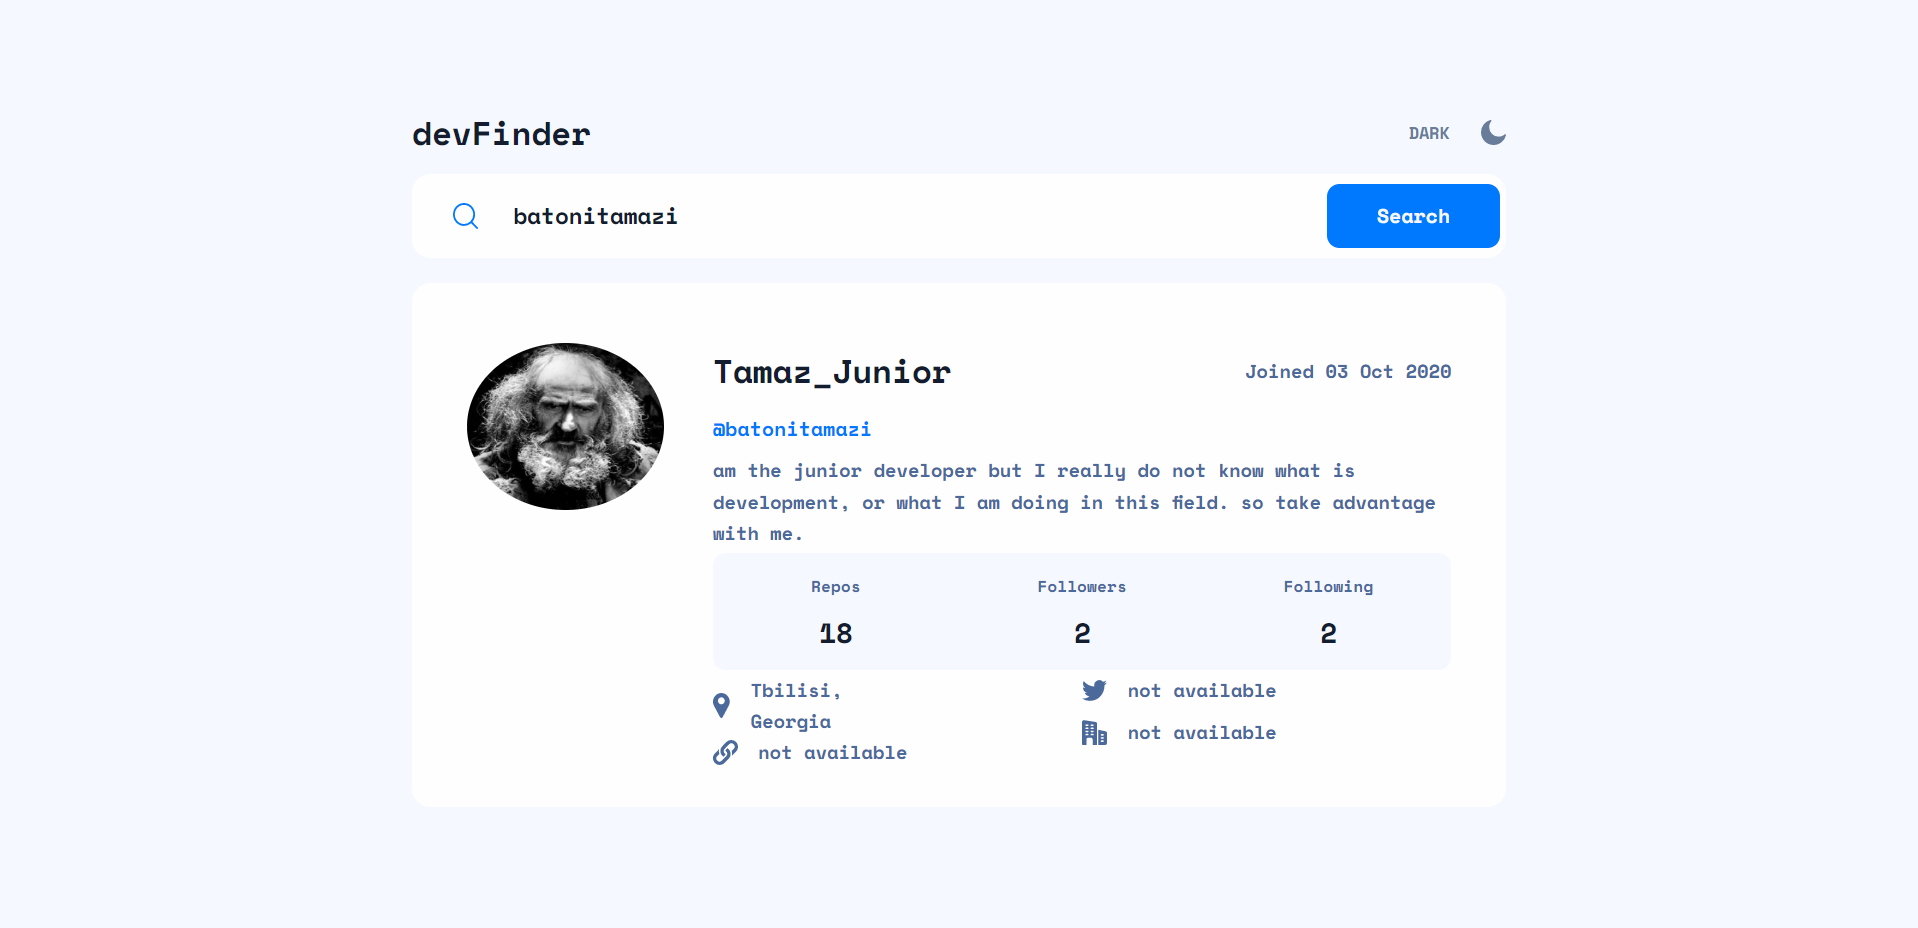 devFinder
DARK
batonitamazi
Search
Tamaz_Junior
Joined 03 Oct 2020
@batonitamazi
am the junior developer but I really do not know what is
development, or what I am doing in this field. so take advantage
with me.
Repos
Followers
Following
18
2
2
Tbilisi,
Georgia
not available
not available
not available